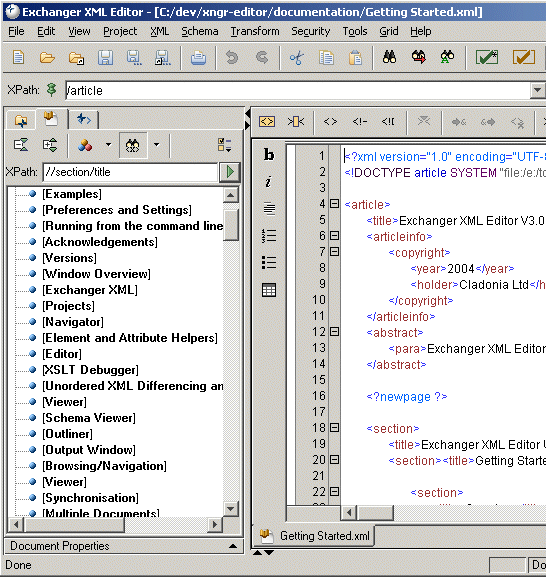 Exchanger XML Editor - [C:/dev/xngr-editor/documentation/Getting Started.xml]
File Edit View Project XML Schema Transform Security Tools Grid Help
XPath: /article
XPath: //section/title
[Examples]
[Preferences and Settings]
[Running from the command line
[Acknowledgements]
[Versions]
[Window Overview]
[Exchanger XML]
[Projects]
[Navigator]
[Element and Attribute Helpers]
[Editor]
[XSLT Debugger]
[Unordered XML Differencing an
[Viewer]
[Schema Viewer]
[Outliner]
[Output Window]
[Browsing/Navigation]
[Viewer]
[Synchronisation]
[Multiple Documents]
Document Properties
Done
b
i
1 <?xml version="1.0" encoding="UTF-8
2 <!DOCTYPE article SYSTEM "file:/e:/to
3
4 <article>
5 <title>Exchanger XML Editor V3.0
6 <articleinfo>
7 <copyright>
8 <year>2004</year>
9 <holder>Cladonia Ltd</h
10 </copyright>
11 </articleinfo>
12 <abstract>
13 <para>Exchanger XML Editor
14 </abstract>
15
16 <?newpage ?>
17
18 <section>
19 <title>Exchanger XML Editor U
20 <section><title>Getting Starte
21
22 <section>
Getting Started.xml
Do